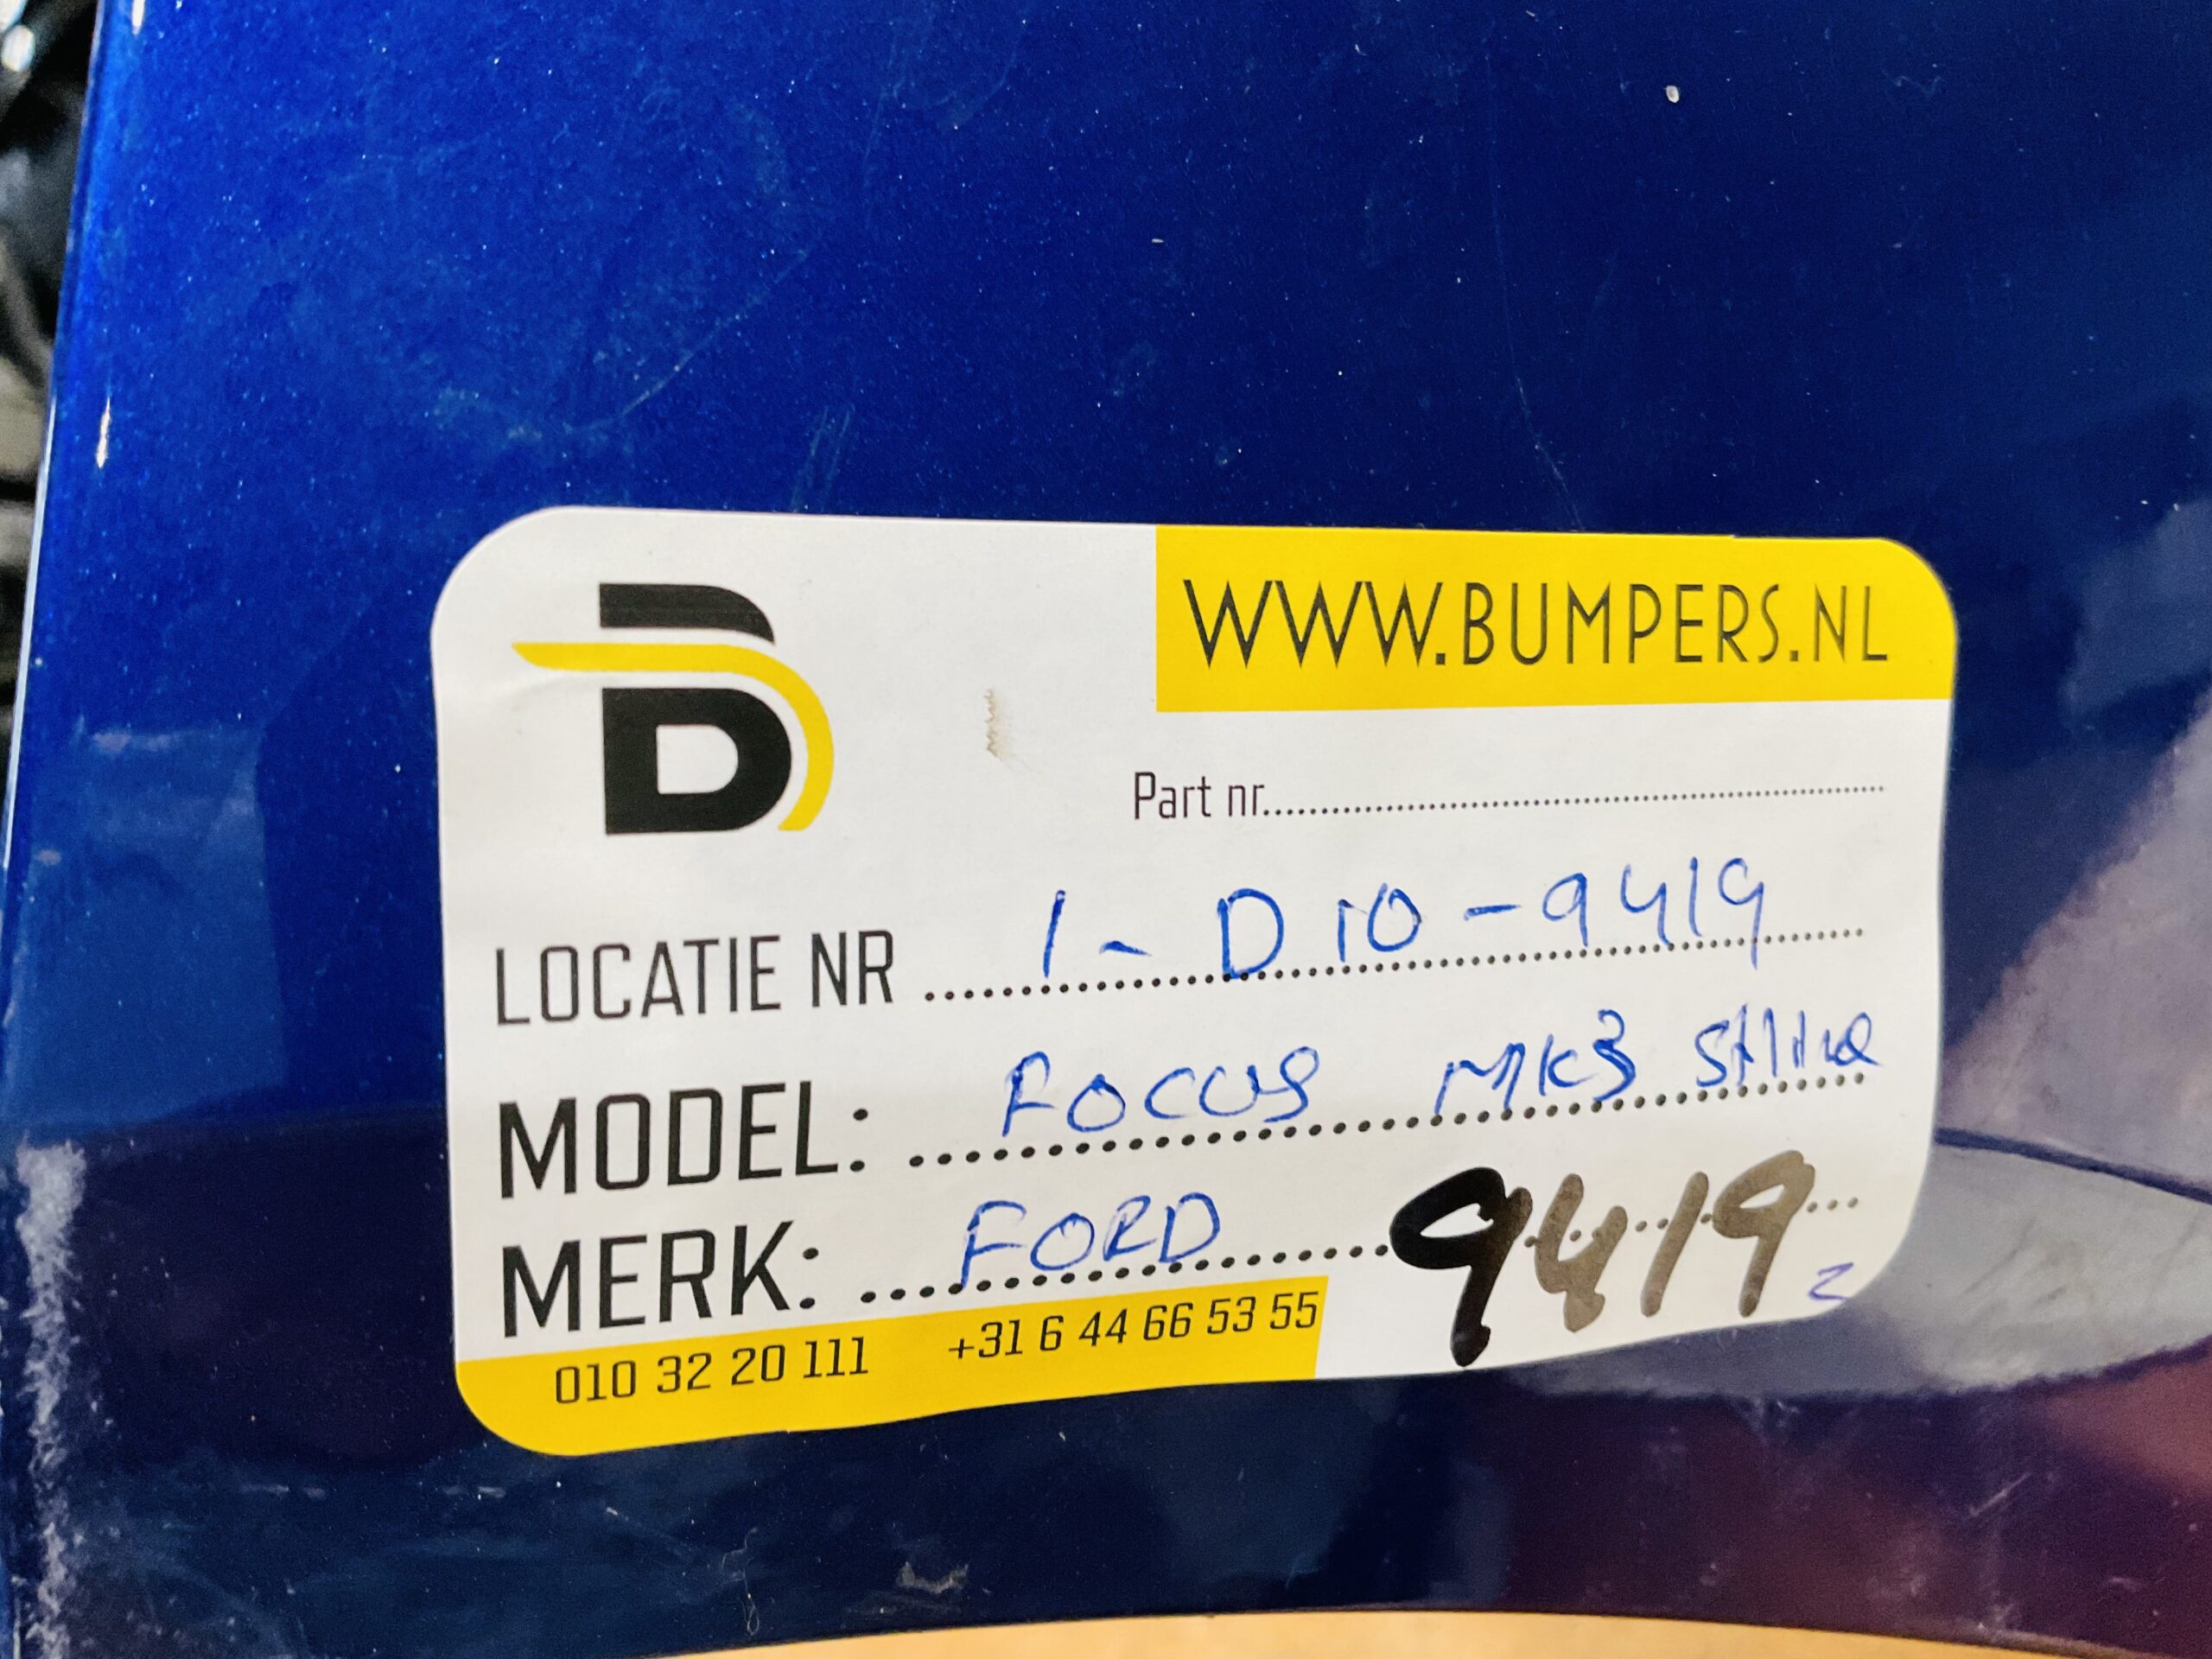 B
WWW.BUMPERS.NL
Part nr..........
LOCATIE NR .......... 1 - D10 - 9419
MODEL: .......... FOCUS MK3
MERK: .......... FORD 9419
010 32 20 111 +31 6 44 66 53 55